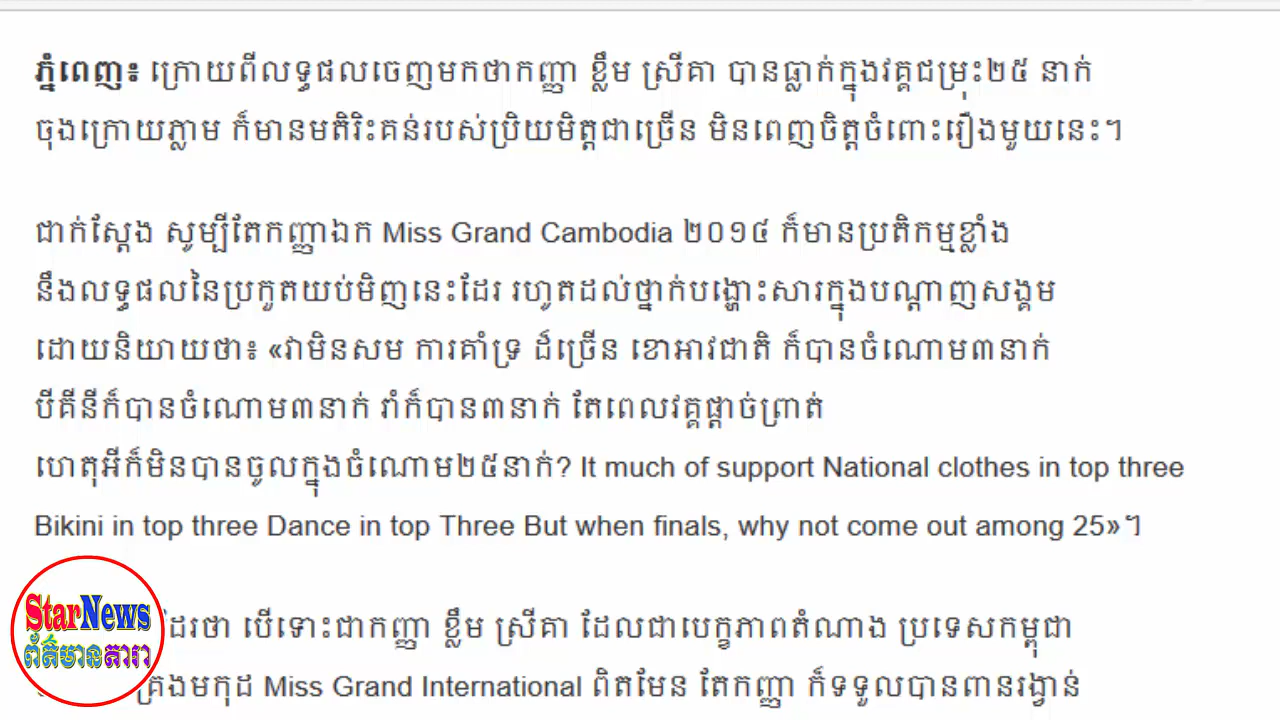 ភ្នំពេញ៖ ក្រោយពីលទ្ធផលចេញមកថាកញ្ញា ខ្លឹម ស្រីគា បានធ្លាក់ក្នុងវគ្គជម្រុះ២៥ នាក់
ចុងក្រោយភ្លាម ក៏មានមតិរិះគន់របស់ប្រិយមិត្តជាច្រើន មិនពេញចិត្តចំពោះរឿងមួយនេះ។
ជាក់ស្តែង សូម្បីតែកញ្ញាឯក Miss Grand Cambodia ២០១៤ ក៏មានប្រតិកម្មខ្លាំង
នឹងលទ្ធផលនៃប្រកួតយប់មិញនេះដែរ រហូតដល់ថ្នាក់បង្ហោះសារក្នុងបណ្តាញសង្គម
ដោយនិយាយថា៖ «វាមិនសម ការគាំទ្រ ដ៏ច្រើន ខោអាវជាតិ ក៏បានចំណោម៣នាក់
បីគីនីក៏បានចំណោម៣នាក់ រាំក៏បាន៣នាក់ តែពេលវគ្គផ្តាច់ព្រាត់
ហេតុអីក៏មិនបានចូលក្នុងចំណោម២៥នាក់? It much of support National clothes in top three
Bikini in top three Dance in top Three But when finals, why not come out among 25»។
ដែរថា បើទោះជាកញ្ញា ខ្លឹម ស្រីគា ដែលជាបេក្ខភាពតំណាង ប្រទេសកម្ពុជា
គ្រងមកុដ Miss Grand International ពិតមែន តែកញ្ញា ក៏ទទួលបានពានរង្វាន់
StarNews
ព័ត៌មានតារា